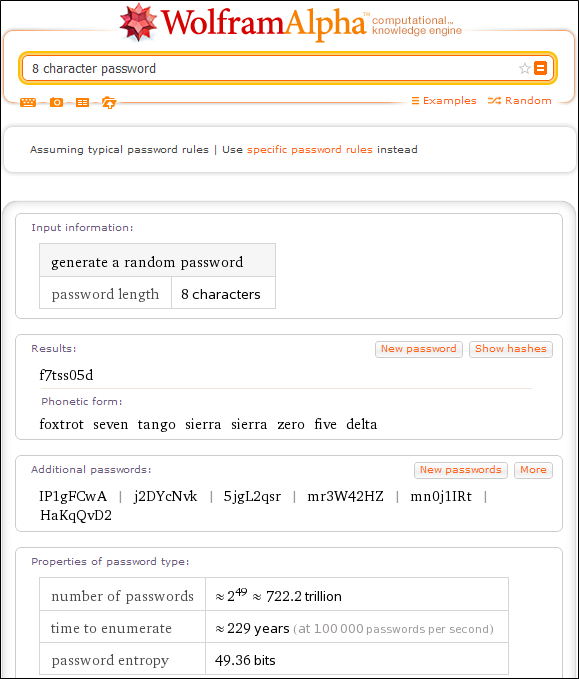 WolframAlpha™ computational...
knowledge engine
8 character password
Examples Random
Assuming typical password rules | Use specific password rules instead
Input information:
generate a random password
password length 8 characters
Results: New password Show hashes
f7tss05d
Phonetic form:
foxtrot seven tango sierra sierra zero five delta
Additional passwords: New passwords More
IP1gFCwA | j2DYcNvk | 5jgL2qsr | mr3W42HZ | mn0j1IRt |
HaKqQvD2
Properties of password type:
number of passwords ≈ 2^49 ≈ 722.2 trillion
time to enumerate ≈ 229 years (at 100 000 passwords per second)
password entropy 49.36 bits